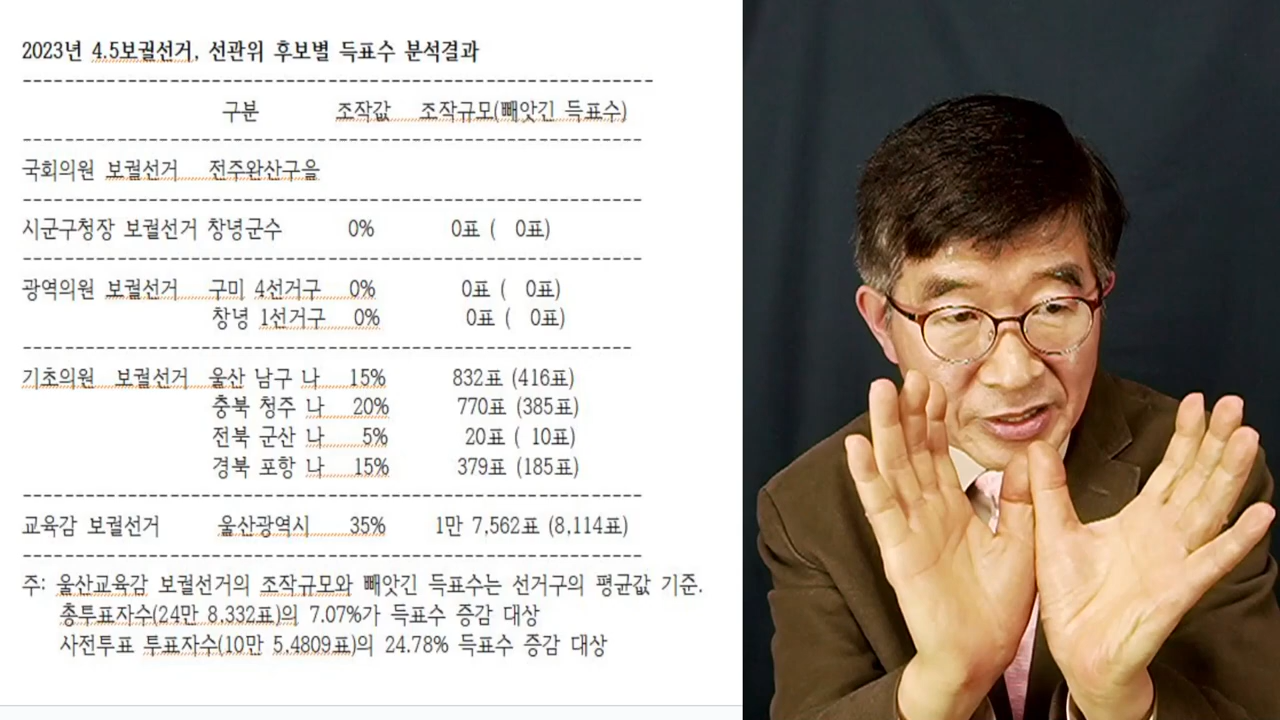 2023년 4.5보궐선거, 선관위 후보별 득표수 분석결과
구분 조작값 조작규모(빼앗긴 득표수)
국회의원 보궐선거 전주완산구을
시군구청장 보궐선거 창녕군수 0% 0표 ( 0표)
광역의원 보궐선거 구미 4선거구 0% 0표 ( 0표)
창녕 1선거구 0% 0표 ( 0표)
기초의원 보궐선거 울산 남구 나 15% 832표 (416표)
충북 청주 나 20% 770표 (385표)
전북 군산 나 5% 20표 ( 10표)
경북 포항 나 15% 379표 (185표)
교육감 보궐선거 울산광역시 35% 1만 7,562표 (8,114표)
주: 울산교육감 보궐선거의 조작규모와 빼앗긴 득표수는 선거구의 평균값 기준.
총투표자수(24만 8.332표)의 7.07%가 득표수 증감 대상
사전투표 투표자수(10만 5.4809표)의 24.78% 득표수 증감 대상